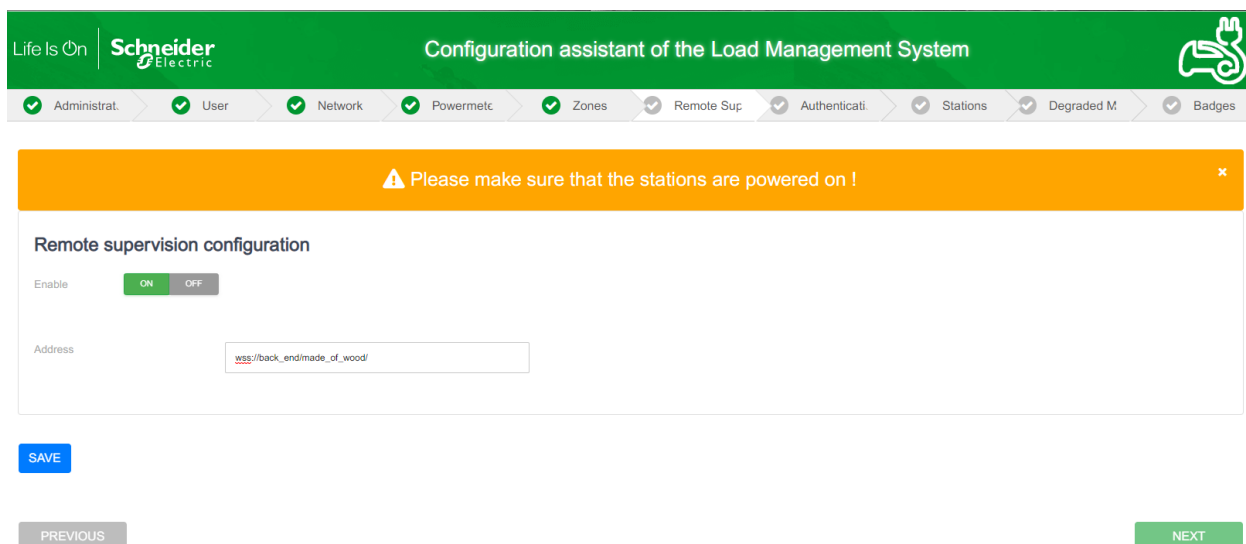 Life Is On | Schneider Electric
Configuration assistant of the Load Management System
Administrat. User Network Powermetc Zones Remote Sup Authenticati. Stations Degraded M Badges
Please make sure that the stations are powered on !
×
Remote supervision configuration
Enable ON OFF
Address wss://back_end/made_of_wood/
SAVE
PREVIOUS NEXT